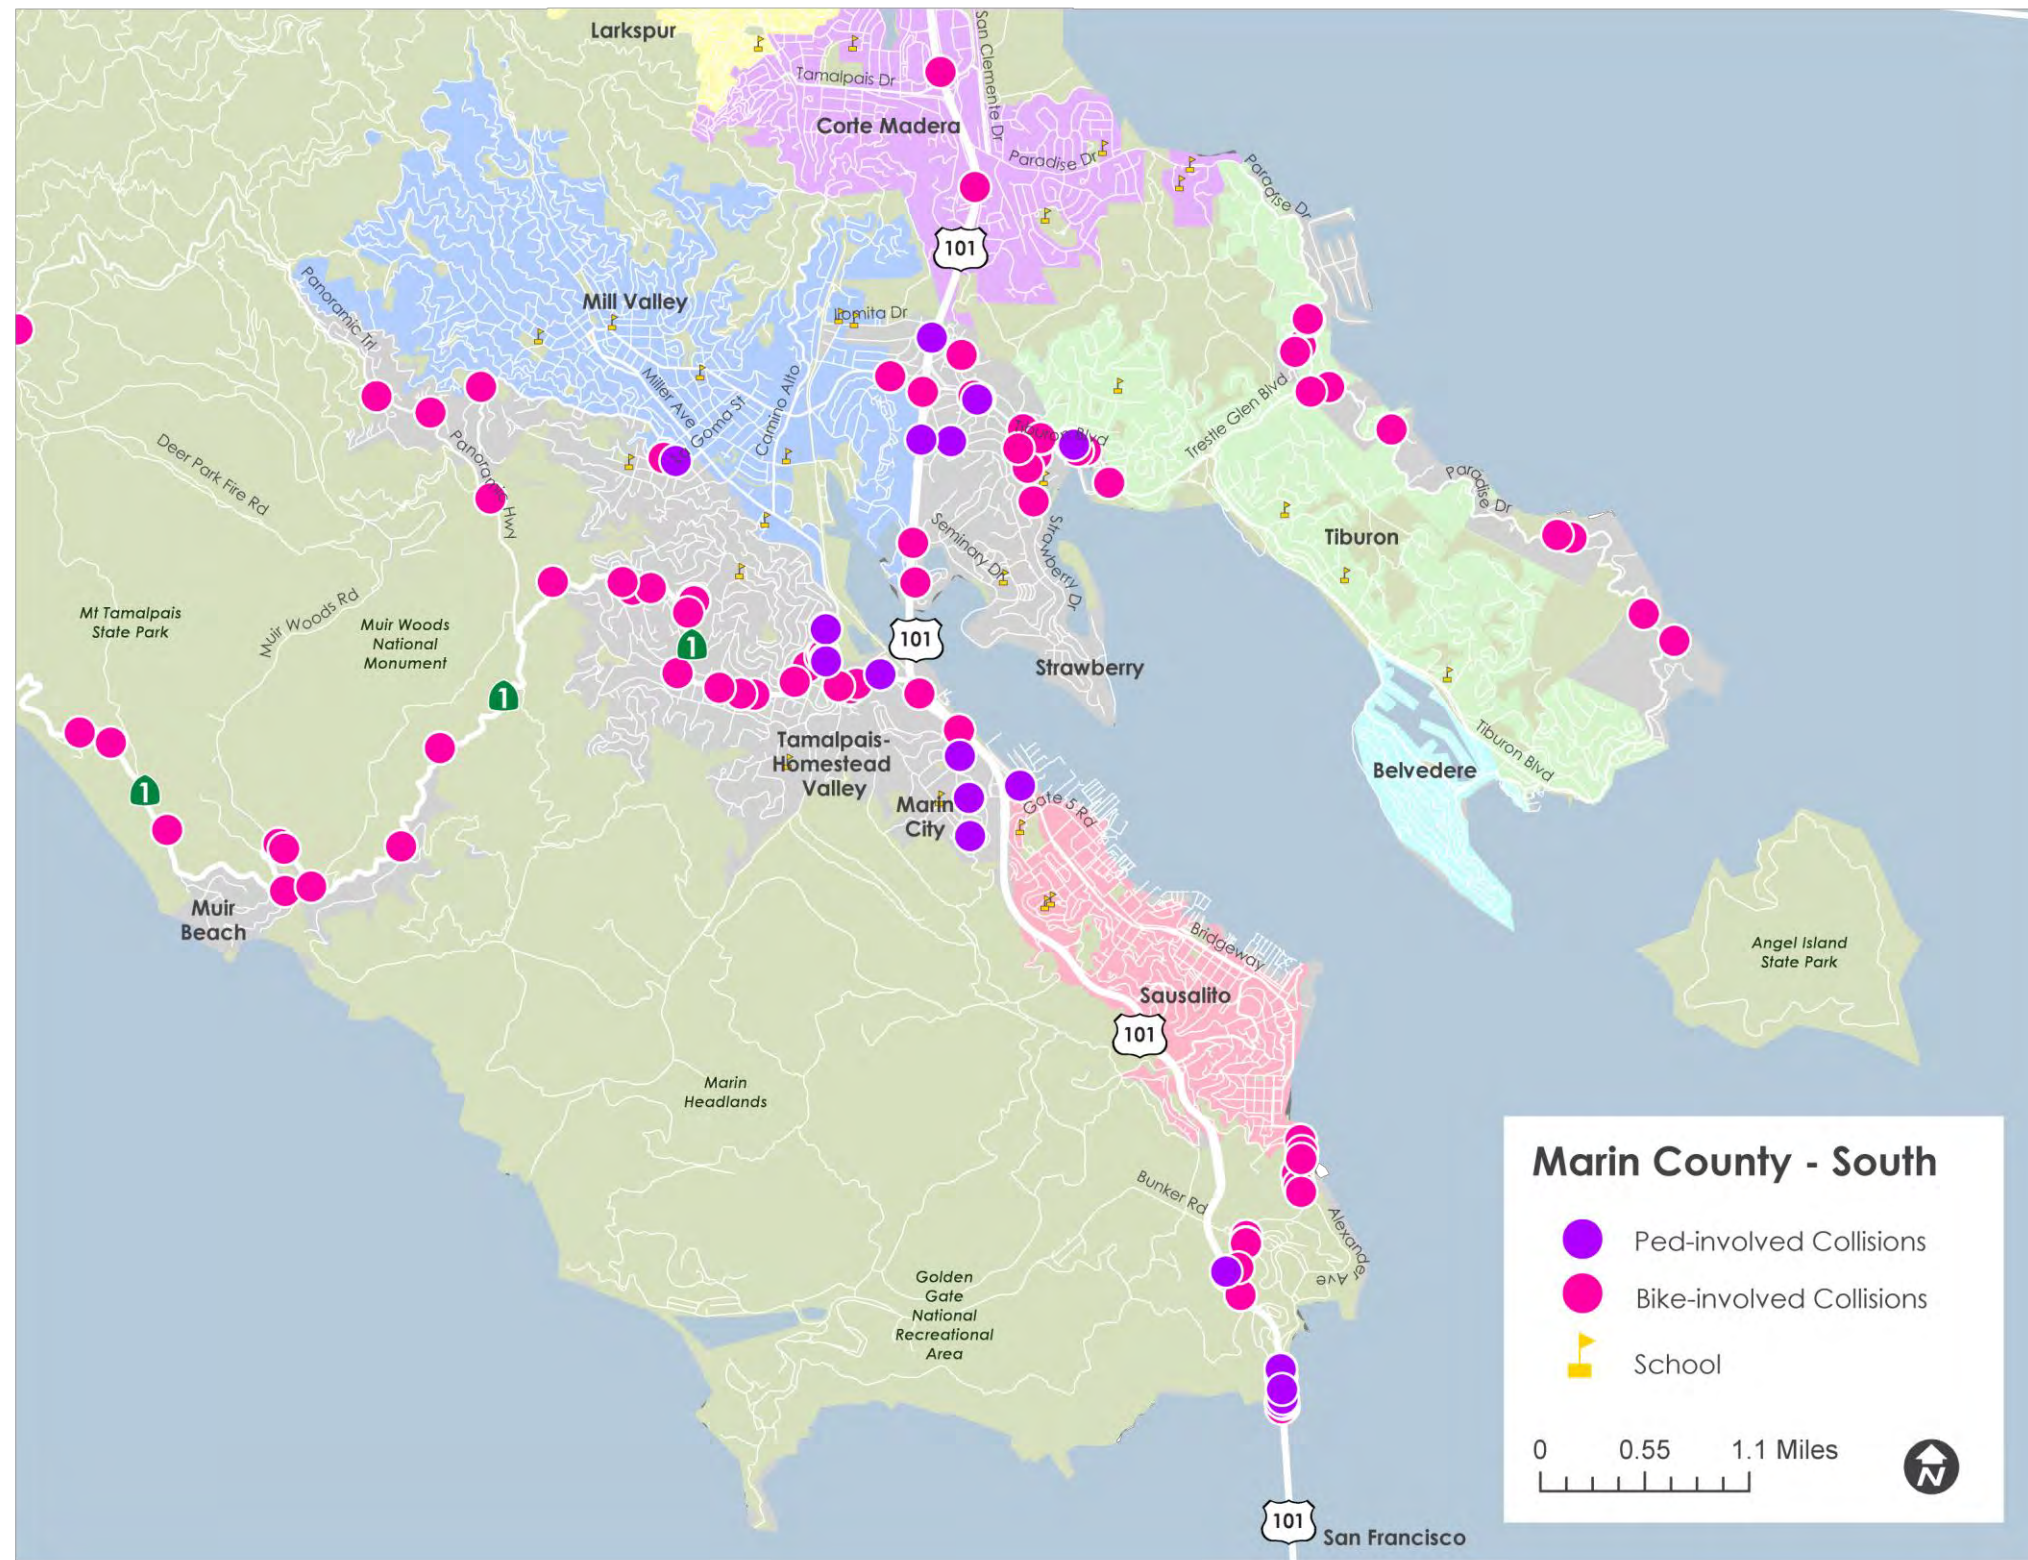 Larkspur
San Clemente Dr
Tamalpais Dr
Corte Madera
Paradise Dr
Paradise Dr
101
Panoramic Trl
Mill Valley
Lomita Dr
Miller Ave
Goma St
Camino Alto
Trestle Glen Blvd
Tiburon Blvd
Deer Park Fire Rd
Panoramic Hwy
Paradise Dr
Seminary Dr
Strawberry Dr
Tiburon
Mt Tamalpais
State Park
Muir Woods Rd
Muir Woods
National
Monument
1
101
Strawberry
1
Tamalpais-
Homestead
Valley
Tiburon Blvd
Belvedere
1
Marin
City
Gate 5 Rd
Muir
Beach
Bridgeway
Angel Island
State Park
Sausalito
101
Marin
Headlands
Bunker Rd
Alexander Ave
Golden
Gate
National
Recreational
Area
101
San Francisco
Marin County - South
Ped-involved Collisions
Bike-involved Collisions
School
0 0.55 1.1 Miles
N